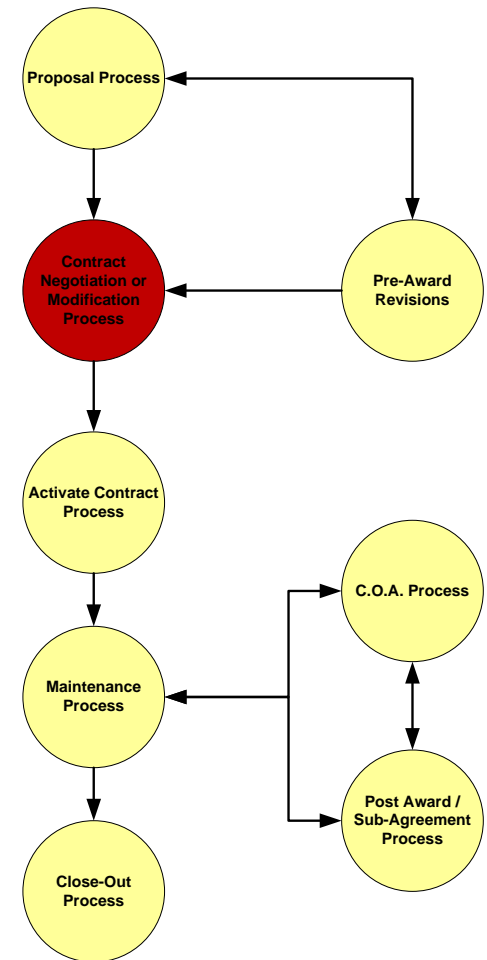 Proposal Process
Contract
Negotiation or
Modification
Process
Pre-Award
Revisions
Activate Contract
Process
C.O.A. Process
Maintenance
Process
Post Award /
Sub-Agreement
Process
Close-Out
Process